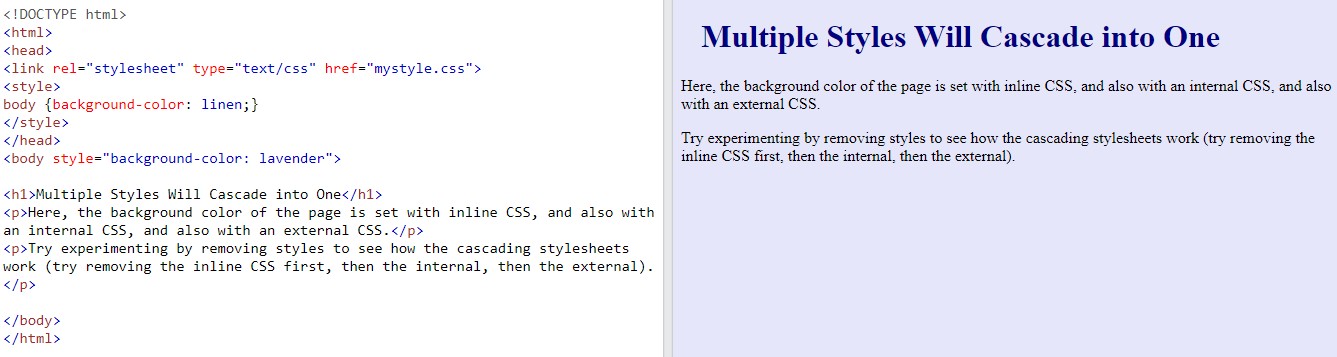 <!DOCTYPE html>
<html>
<head>
<link rel="stylesheet" type="text/css" href="mystyle.css">
<style>
body {background-color: linen;}
</style>
</head>
<body style="background-color: lavender">
<h1>Multiple Styles Will Cascade into One</h1>
<p>Here, the background color of the page is set with inline CSS, and also with
an internal CSS, and also with an external CSS.</p>
<p>Try experimenting by removing styles to see how the cascading stylesheets
work (try removing the inline CSS first, then the internal, then the external).
</p>
</body>
</html>
Multiple Styles Will Cascade into One
Here, the background color of the page is set with inline CSS, and also with an internal CSS, and also
with an external CSS.
Try experimenting by removing styles to see how the cascading stylesheets work (try removing the
inline CSS first, then the internal, then the external).